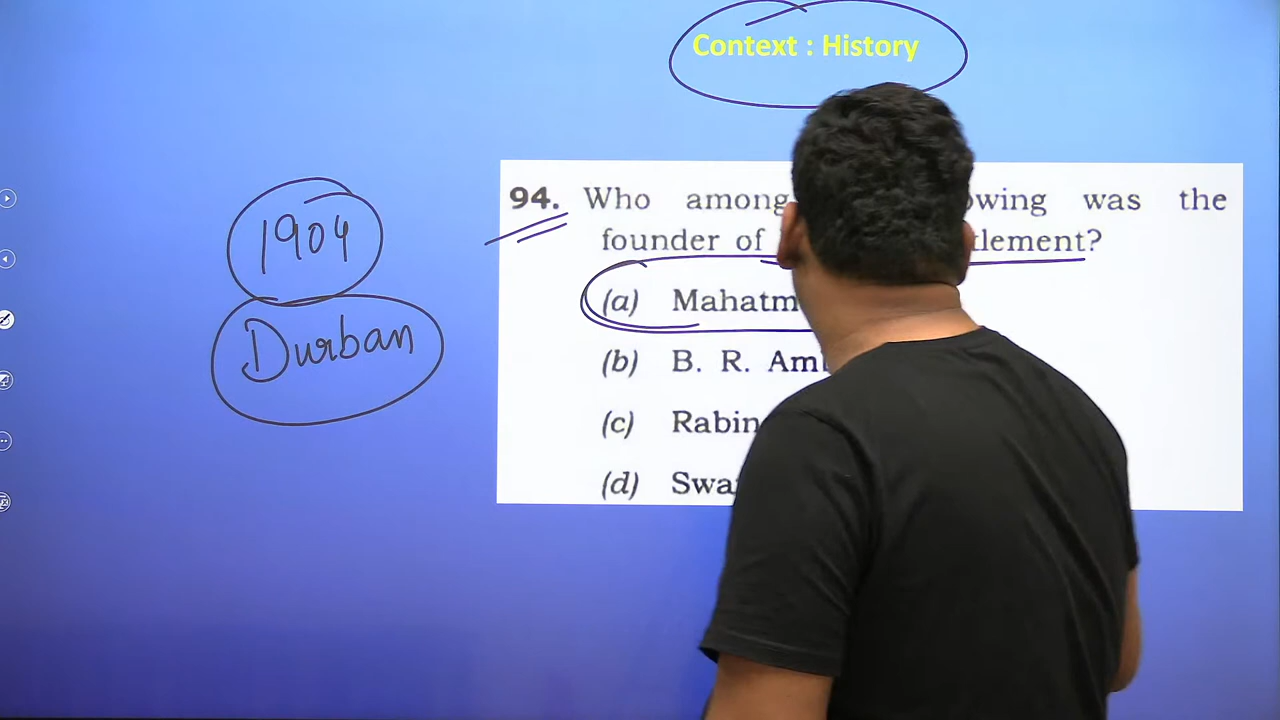 Context : History
1904
Durban
94. Who among owing was the
founder of tlement?
(a) Mahatm
(b) B. R. Am
(c) Rabin
(d) Swa